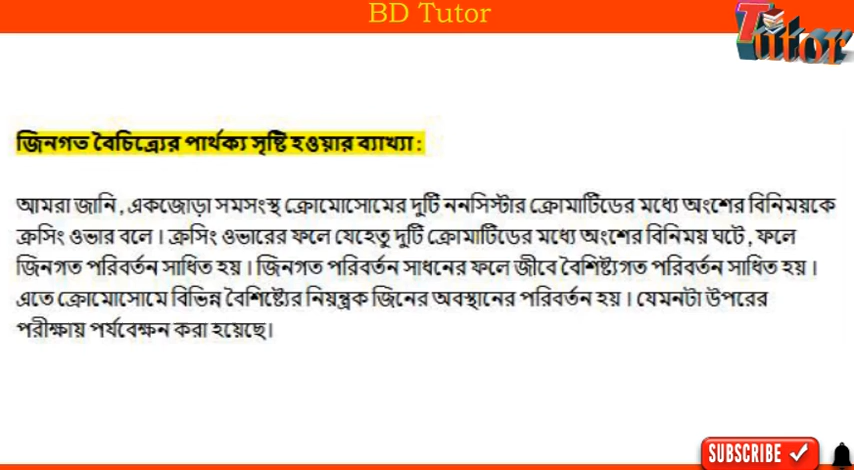 BD Tutor
Tutor
জিনগত বৈচিত্র্যের পার্থক্য সৃষ্টি হওয়ার ব্যাখ্যা :
আমরা জানি , একজোড়া সমসংস্থ ক্রোমোসোমের দুটি ননসিস্টার ক্রোমাটিডের মধ্যে অংশের বিনিময়কে
ক্রসিং ওভার বলে । ক্রসিং ওভারের ফলে যেহেতু দুটি ক্রোমাটিডের মধ্যে অংশের বিনিময় ঘটে , ফলে
জিনগত পরিবর্তন সাধিত হয় । জিনগত পরিবর্তন সাধনের ফলে জীবে বৈশিষ্ট্যগত পরিবর্তন সাধিত হয় ।
এতে ক্রোমোসোমে বিভিন্ন বৈশিষ্ট্যের নিয়ন্ত্রক জিনের অবস্থানের পরিবর্তন হয় । যেমনটা উপরের
পরীক্ষায় পর্যবেক্ষন করা হয়েছে।
SUBSCRIBE